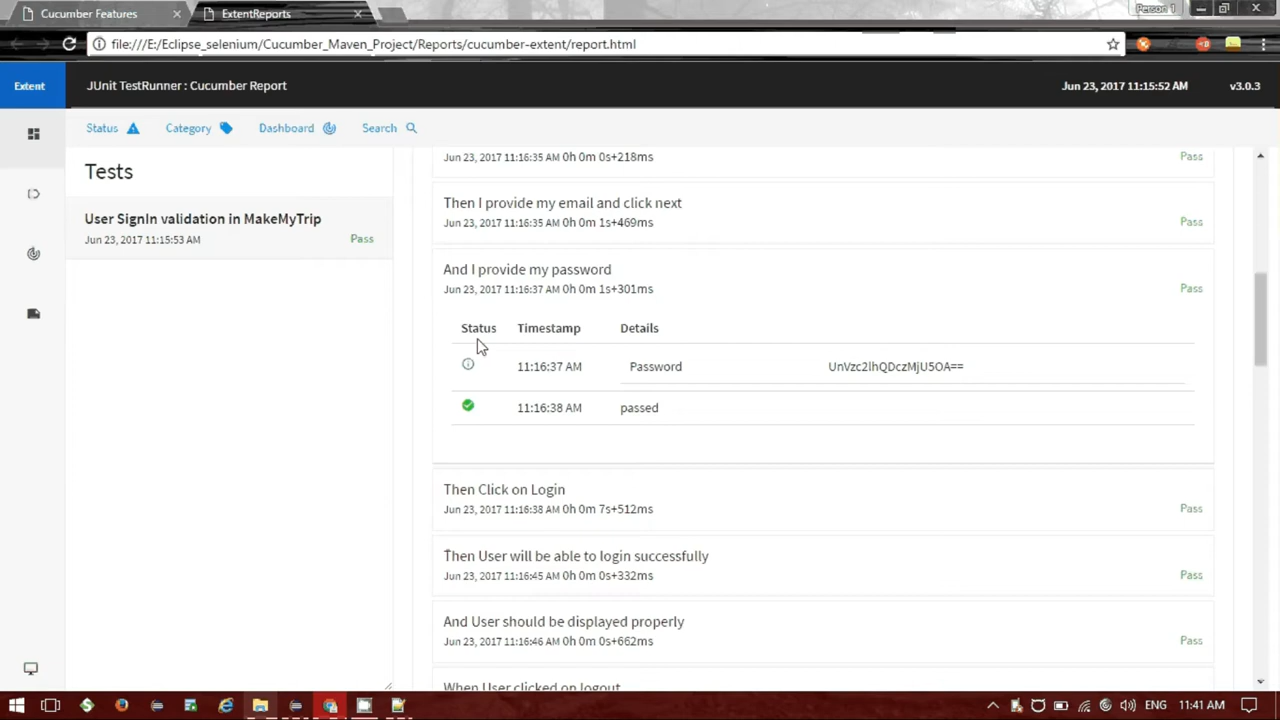 Cucumber Features
ExtentReports
Person 1
file:///E:/Eclipse_selenium/Cucumber_Maven_Project/Reports/cucumber-extent/report.html
Extent
JUnit TestRunner : Cucumber Report
Jun 23, 2017 11:15:52 AM
v3.0.3
Status
Category
Dashboard
Search
Tests
User SignIn validation in MakeMyTrip
Jun 23, 2017 11:15:53 AM
Pass
Jun 23, 2017 11:16:35 AM 0h 0m 0s+218ms
Pass
Then I provide my email and click next
Jun 23, 2017 11:16:35 AM 0h 0m 1s+469ms
Pass
And I provide my password
Jun 23, 2017 11:16:37 AM 0h 0m 1s+301ms
Pass
Status Timestamp Details
11:16:37 AM Password UnVzc2lhQDczMjU5OA==
11:16:38 AM passed
Then Click on Login
Jun 23, 2017 11:16:38 AM 0h 0m 7s+512ms
Pass
Then User will be able to login successfully
Jun 23, 2017 11:16:45 AM 0h 0m 0s+332ms
Pass
And User should be displayed properly
Jun 23, 2017 11:16:46 AM 0h 0m 0s+662ms
Pass
When User clicked on logout
ENG
11:41 AM